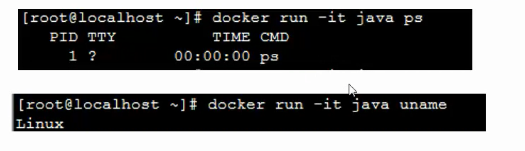 [root@localhost ~]# docker run -it java ps
PID TTY TIME CMD
1 ? 00:00:00 ps
[root@localhost ~]# docker run -it java uname
Linux